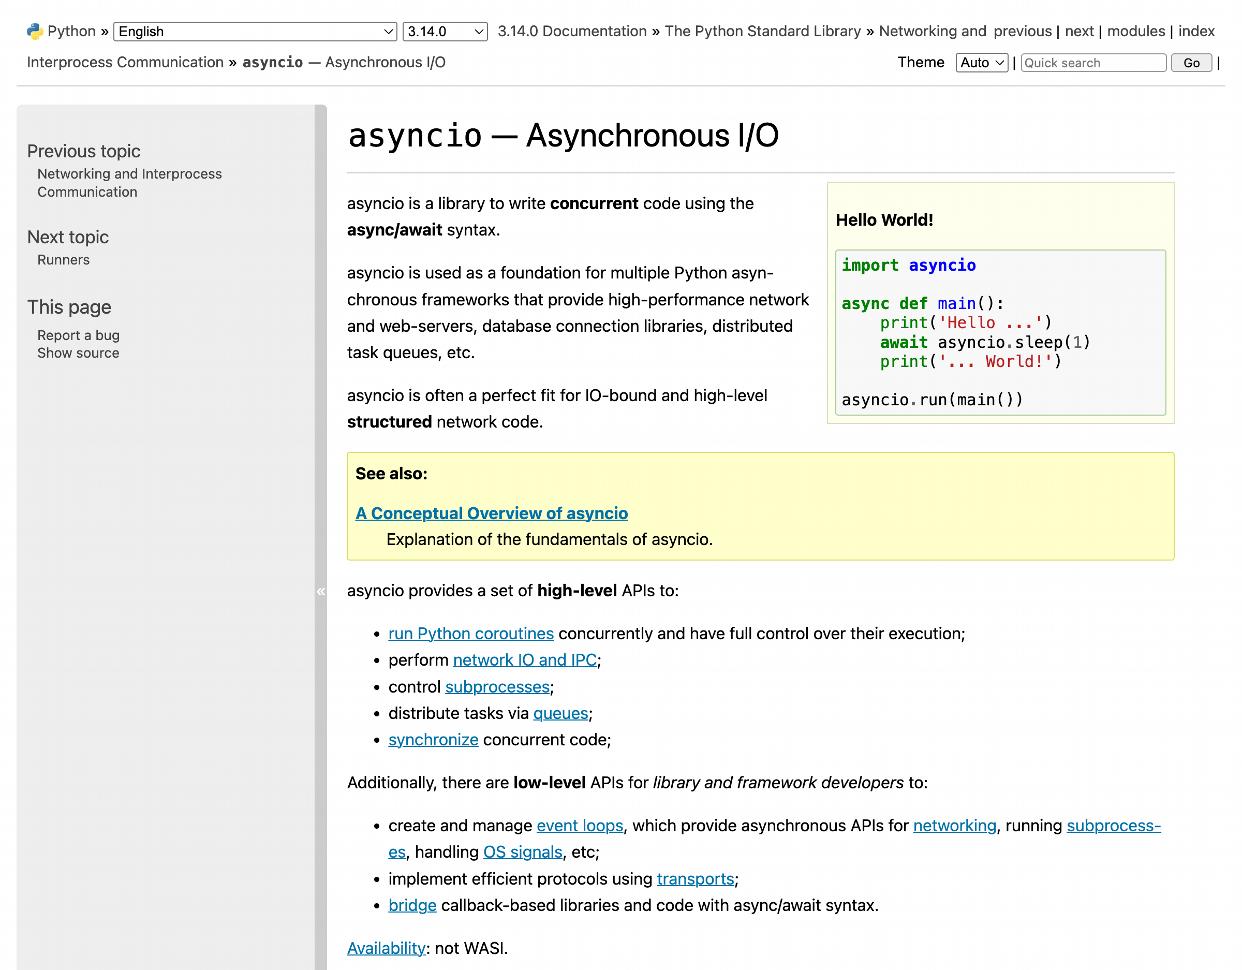 Python » English 3.14.0 3.14.0 Documentation » The Python Standard Library » Networking and previous | next | modules | index
Interprocess Communication » asyncio — Asynchronous I/O Theme Auto | Quick search Go |
Previous topic
Networking and Interprocess
Communication
Next topic
Runners
This page
Report a bug
Show source
«
asyncio — Asynchronous I/O
asyncio is a library to write concurrent code using the
async/await syntax.
asyncio is used as a foundation for multiple Python asyn-
chronous frameworks that provide high-performance network
and web-servers, database connection libraries, distributed
task queues, etc.
asyncio is often a perfect fit for IO-bound and high-level
structured network code.
Hello World!
import asyncio
async def main():
    print('Hello ...')
    await asyncio.sleep(1)
    print('... World!')
asyncio.run(main())
See also:
A Conceptual Overview of asyncio
Explanation of the fundamentals of asyncio.
asyncio provides a set of high-level APIs to:
• run Python coroutines concurrently and have full control over their execution;
• perform network IO and IPC;
• control subprocesses;
• distribute tasks via queues;
• synchronize concurrent code;
Additionally, there are low-level APIs for library and framework developers to:
• create and manage event loops, which provide asynchronous APIs for networking, running subprocess-
es, handling OS signals, etc;
• implement efficient protocols using transports;
• bridge callback-based libraries and code with async/await syntax.
Availability: not WASI.